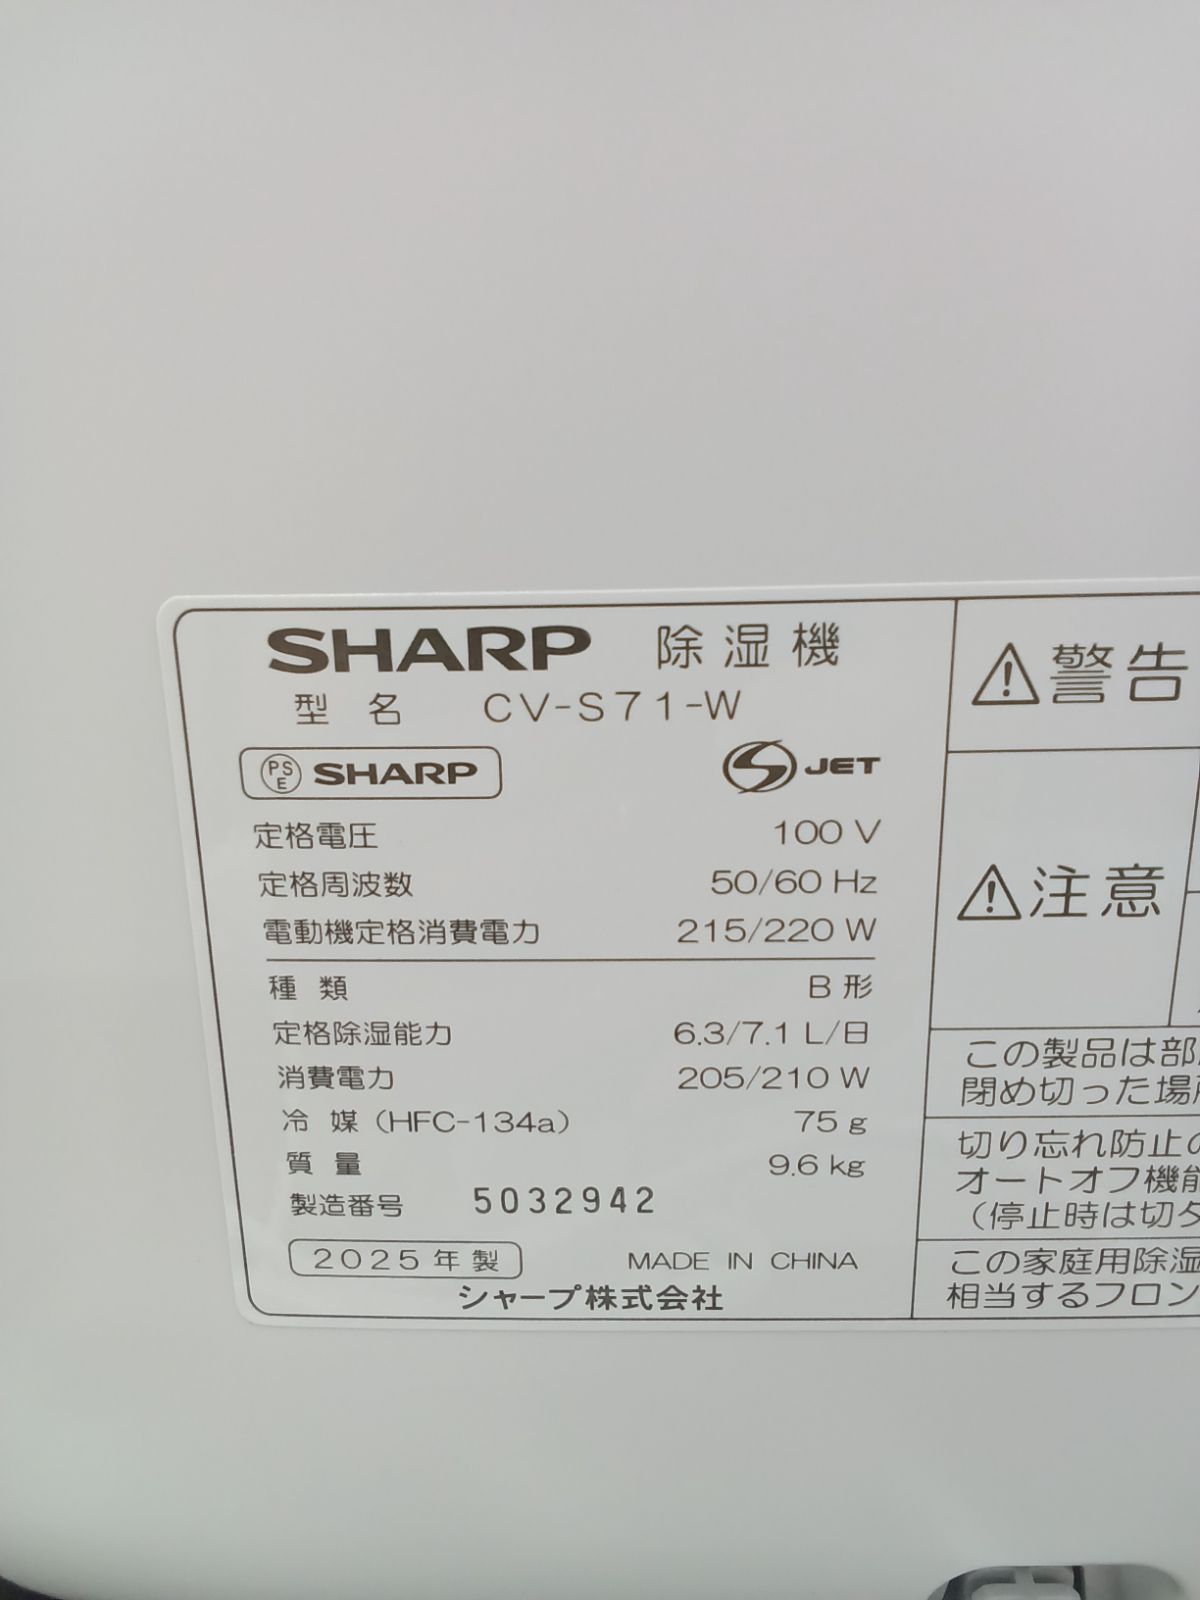 SHARP 除湿機
型名 CV-S71-W
PSE SHARP
S JET
定格電圧 100 V
定格周波数 50/60 Hz
電動機定格消費電力 215/220 W
種類 B 形
定格除湿能力 6.3/7.1 L/日
消費電力 205/210 W
冷媒 (HFC-134a) 75 g
質量 9.6 kg
製造番号 5032942
2025年製 MADE IN CHINA
シャープ株式会社
警告
注意
この製品は部
閉め切った場所
切り忘れ防止の
オートオフ機能
(停止時は切タ
この家庭用除湿
相当するフロン